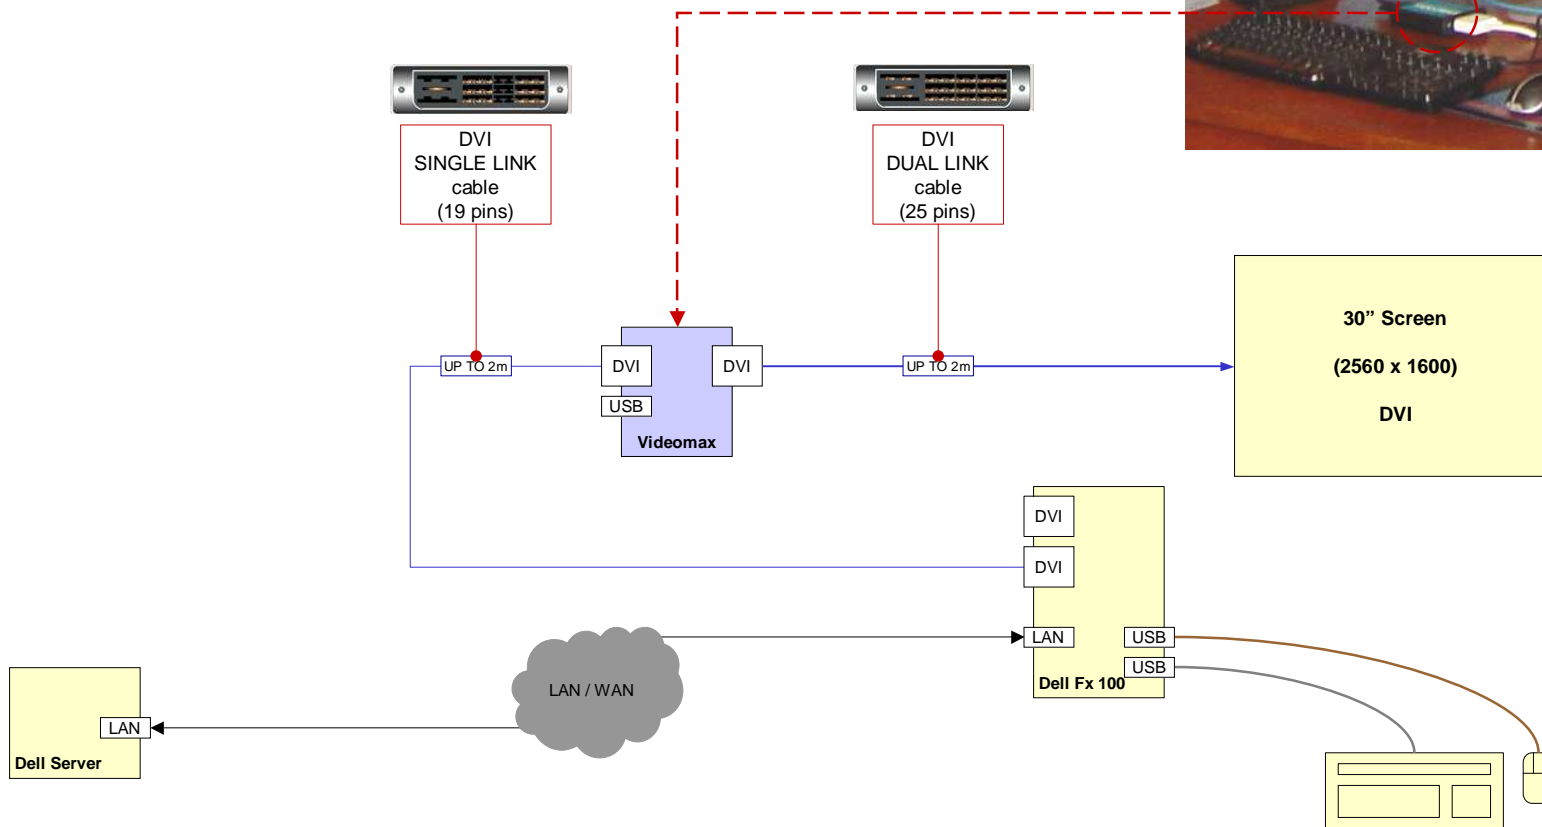 DVI
SINGLE LINK
cable
(19 pins)
DVI
DUAL LINK
cable
(25 pins)
30” Screen
(2560 x 1600)
DVI
UP TO 2m
DVI
DVI
UP TO 2m
USB
Videomax
DVI
DVI
LAN
USB
USB
Dell Fx 100
LAN / WAN
LAN
Dell Server